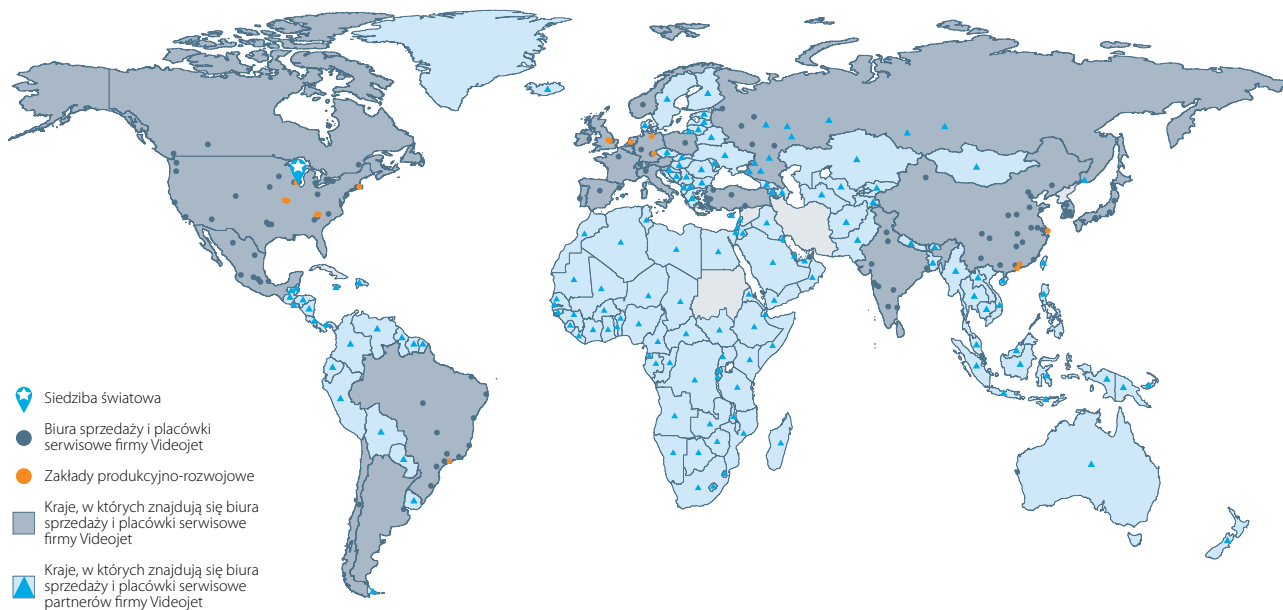 Siedziba światowa
Biura sprzedaży i placówki
serwisowe firmy Videojet
Zakłady produkcyjno-rozwojowe
Kraje, w których znajdują się biura
sprzedaży i placówki serwisowe
firmy Videojet
Kraje, w których znajdują się biura
sprzedaży i placówki serwisowe
partnerów firmy Videojet